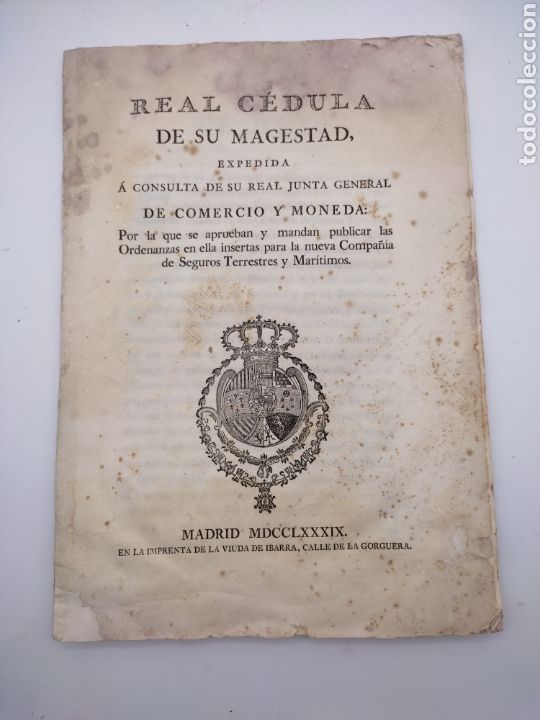 REAL CÉDULA
DE SU MAGESTAD,
EXPEDIDA
Á CONSULTA DE SU REAL JUNTA GENERAL
DE COMERCIO Y MONEDA:
Por la que se aprueban y mandan publicar las
Ordenanzas en ella insertas para la nueva Compañía
de Seguros Terrestres y Marítimos.
MADRID MDCCLXXXIX.
EN LA IMPRENTA DE LA VIUDA DE IBARRA, CALLE DE LA GORGUERA.
todocoleccion